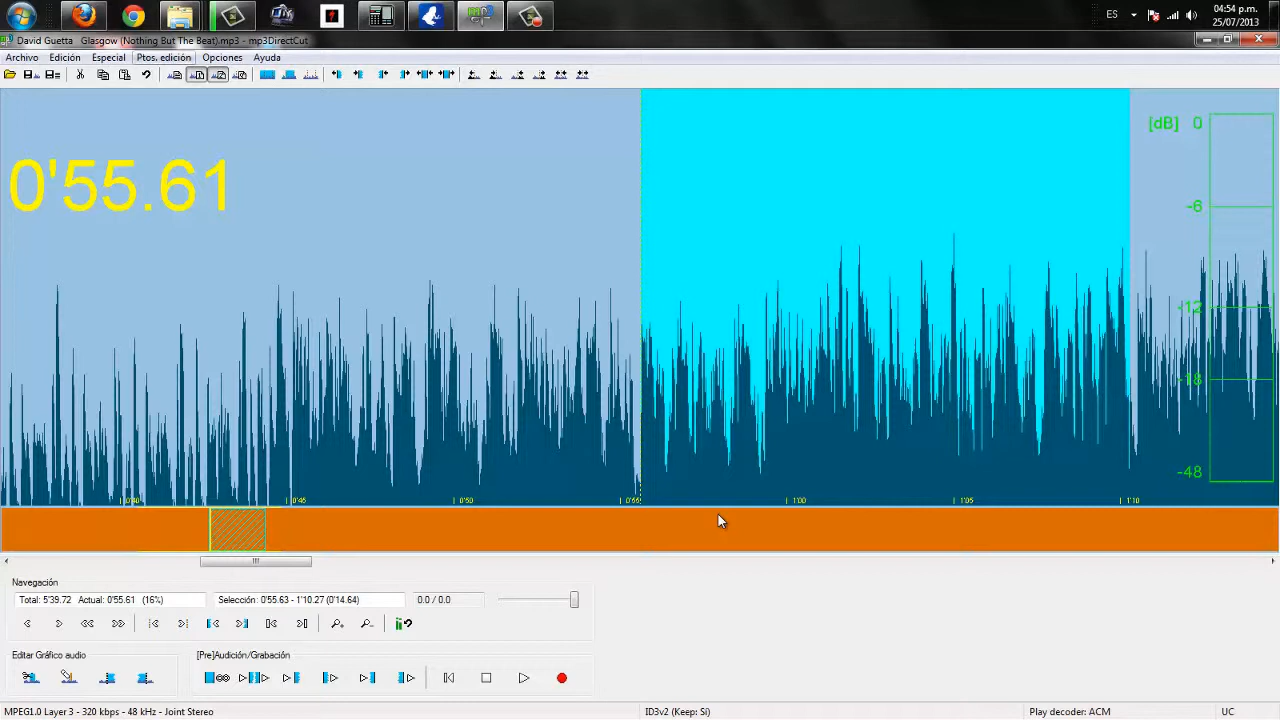 ES
04:54 p.m.
25/07/2013
David Guetta   Glasgow (Nothing But The Beat).mp3 - mp3DirectCut
Archivo Edición Especial Ptos. edición Opciones Ayuda
0'55.61
[dB] 0
-6
-12
-18
-48
0'40 0'45 0'50 0'55 1'00 1'05 1'10
Navegación
Total: 5'39.72 Actual: 0'55.61 (16%) Selección: 0'55.63 - 1'10.27 (0'14.64) 0.0 / 0.0
Editar Gráfico audio [Pre]Audición/Grabación
MPEG1.0 Layer 3 - 320 kbps - 48 kHz - Joint Stereo ID3v2 (Keep: Si) Play decoder: ACM UC